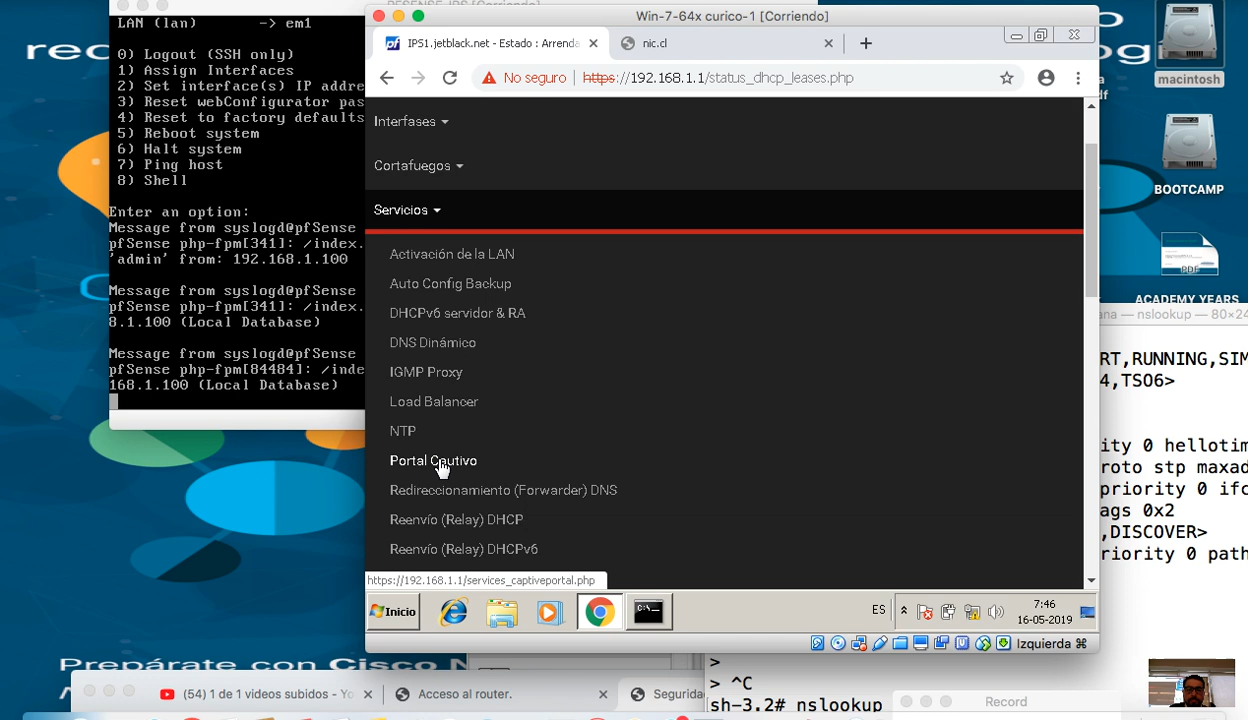 LAN (lan) -> em1
0) Logout (SSH only)
1) Assign Interfaces
2) Set interface(s) IP addre
3) Reset webConfigurator pas
4) Reset to factory defaults
5) Reboot system
6) Halt system
7) Ping host
8) Shell
Enter an option:
Message from syslogd@pfSense
pfSense php-fpm[341]: /index.
'admin' from: 192.168.1.100
Message from syslogd@pfSense
pfSense php-fpm[341]: /index.
8.1.100 (Local Database)
Message from syslogd@pfSense
pfSense php-fpm[84484]: /inde
168.1.100 (Local Database)
Win-7-64x curico-1 [Corriendo]
IPS1.jetblack.net - Estado : Arrenda
nic.cl
No seguro
https://192.168.1.1/status_dhcp_leases.php
Interfases
Cortafuegos
Servicios
Activación de la LAN
Auto Config Backup
DHCPv6 servidor & RA
DNS Dinámico
IGMP Proxy
Load Balancer
NTP
Portal Cautivo
Redireccionamiento (Forwarder) DNS
Reenvío (Relay) DHCP
Reenvío (Relay) DHCPv6
https://192.168.1.1/services_captiveportal.php
Inicio
ES
7:46
16-05-2019
Izquierda ⌘
macintosh
BOOTCAMP
PDF
ACADEMY YEARS
ana — nslookup — 80×24
RT,RUNNING,SIM
4,TSO6>
ity 0 hellotim
roto stp maxad
priority 0 ifc
ags 0x2
,DISCOVER>
riority 0 path
>
> ^C
sh-3.2# nslookup
Prepárate con Cisco N
(54) 1 de 1 videos subidos - Yo
Acceso al router.
Segurida
Record